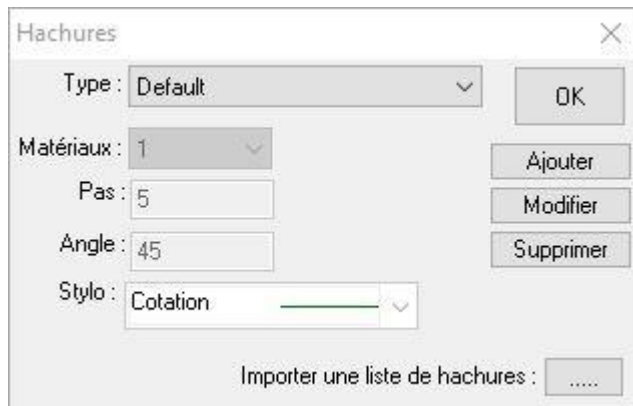 Hachures
Type : Default
OK
Matériaux : 1
Ajouter
Pas : 5
Modifier
Angle : 45
Supprimer
Stylo : Cotation
Importer une liste de hachures : .....